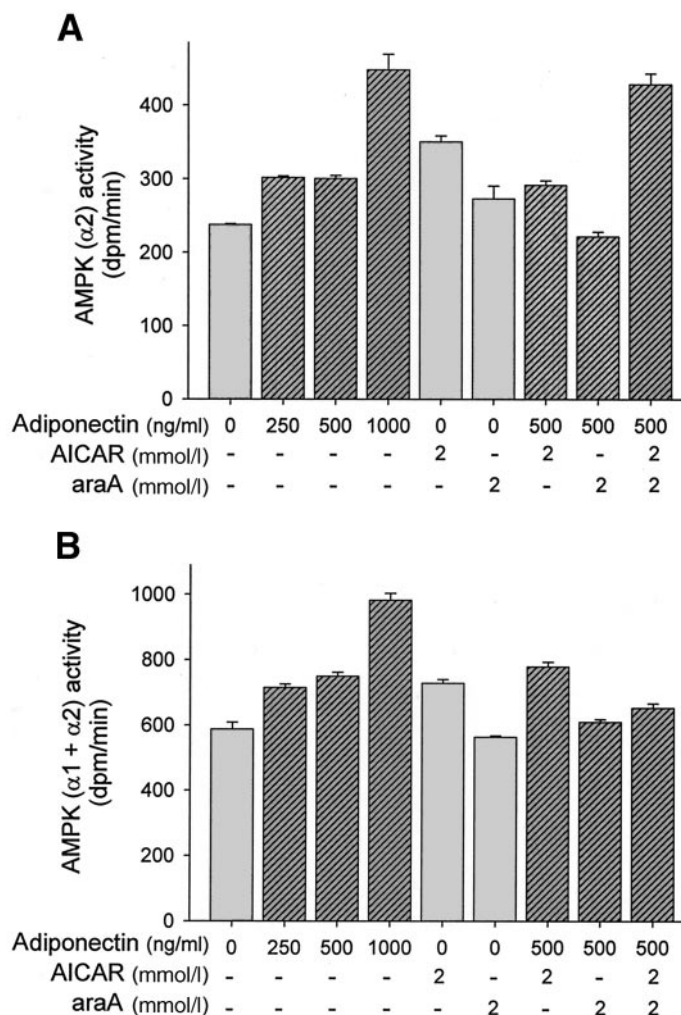 A
AMPK (α2) activity
(dpm/min)
400
300
200
100
0
Adiponectin (ng/ml) 0 250 500 1000 0 0 500 500 500
AICAR (mmol/l) - - - - 2 - 2 - 2
araA (mmol/l) - - - - - 2 - 2 2
B
AMPK (α1 + α2) activity
(dpm/min)
1000
800
600
400
200
0
Adiponectin (ng/ml) 0 250 500 1000 0 0 500 500 500
AICAR (mmol/l) - - - - 2 - 2 - 2
araA (mmol/l) - - - - - 2 - 2 2